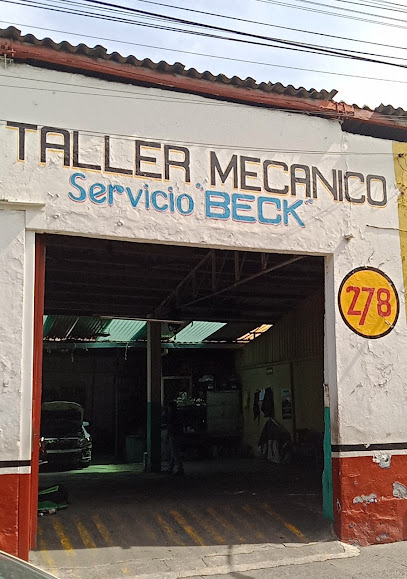 TALLER MECANICO
Servicio "BECK"
278